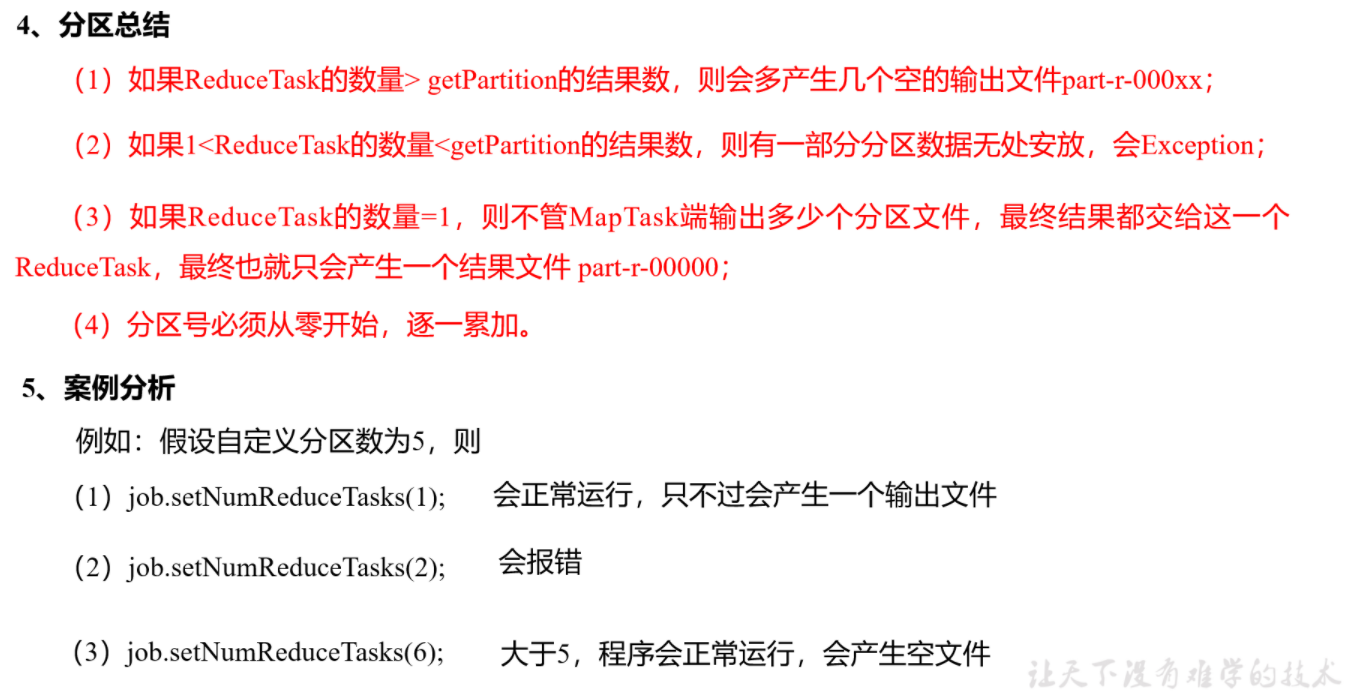 4、分区总结
（1）如果ReduceTask的数量> getPartition的结果数，则会多产生几个空的输出文件part-r-000xx；
（2）如果1<ReduceTask的数量<getPartition的结果数，则有一部分分区数据无处安放，会Exception；
（3）如果ReduceTask的数量=1，则不管MapTask端输出多少个分区文件，最终结果都交给这一个
ReduceTask，最终也就只会产生一个结果文件 part-r-00000；
（4）分区号必须从零开始，逐一累加。
5、案例分析
例如：假设自定义分区数为5，则
（1）job.setNumReduceTasks(1); 会正常运行，只不过会产生一个输出文件
（2）job.setNumReduceTasks(2); 会报错
（3）job.setNumReduceTasks(6); 大于5，程序会正常运行，会产生空文件
让天下没有难学的技术